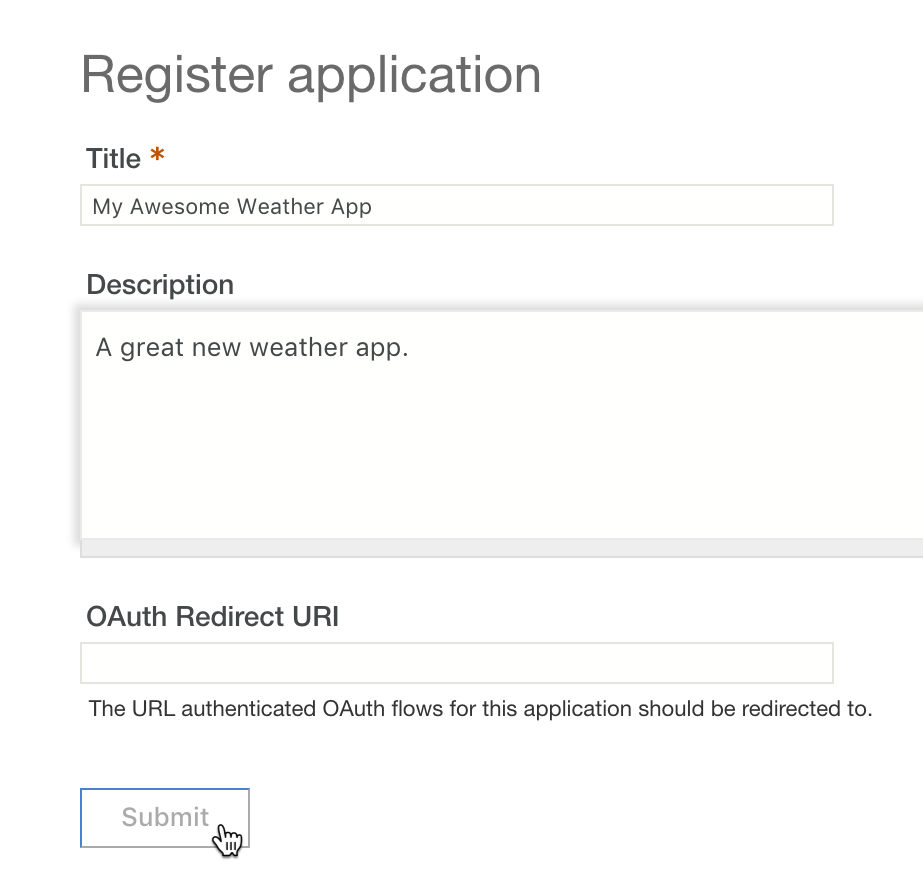 Register application
Title *
My Awesome Weather App
Description
A great new weather app.
OAuth Redirect URI
The URL authenticated OAuth flows for this application should be redirected to.
Submit